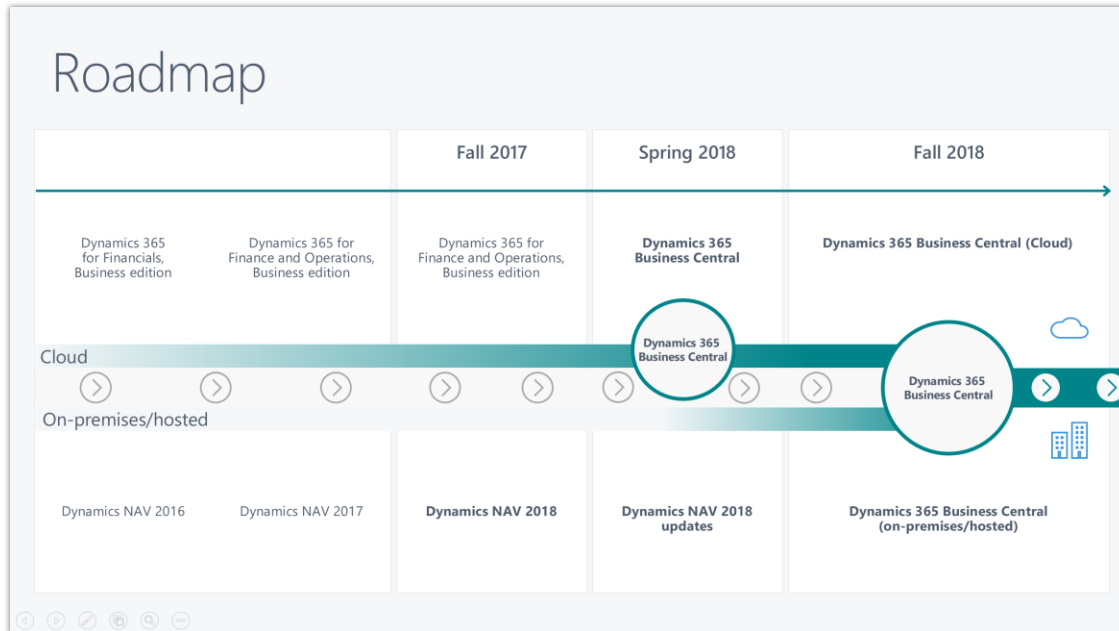 Roadmap
Fall 2017
Spring 2018
Fall 2018
Dynamics 365
for Financials,
Business edition
Dynamics 365 for
Finance and Operations,
Business edition
Dynamics 365 for
Finance and Operations,
Business edition
Dynamics 365
Business Central
Dynamics 365 Business Central (Cloud)
Dynamics 365
Business Central
Cloud
Dynamics 365
Business Central
On-premises/hosted
Dynamics NAV 2016
Dynamics NAV 2017
Dynamics NAV 2018
Dynamics NAV 2018
updates
Dynamics 365 Business Central
(on-premises/hosted)